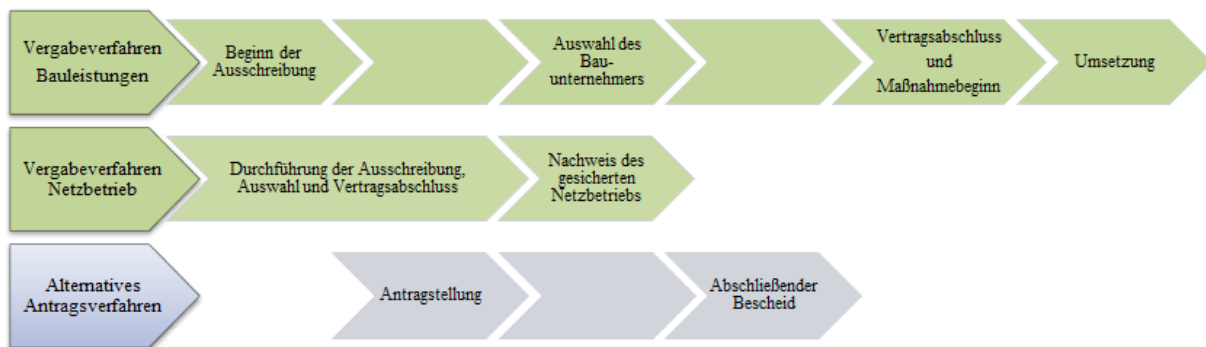 Vergabeverfahren
Bauleistungen
Beginn der
Ausschreibung
Auswahl des
Bau-
unternehmers
Vertragsabschluss
und
Maßnahmebeginn
Umsetzung
Vergabeverfahren
Netzbetrieb
Durchführung der Ausschreibung,
Auswahl und Vertragsabschluss
Nachweis des
gesicherten
Netzbetriebs
Alternatives
Antragsverfahren
Antragstellung
Abschließender
Bescheid